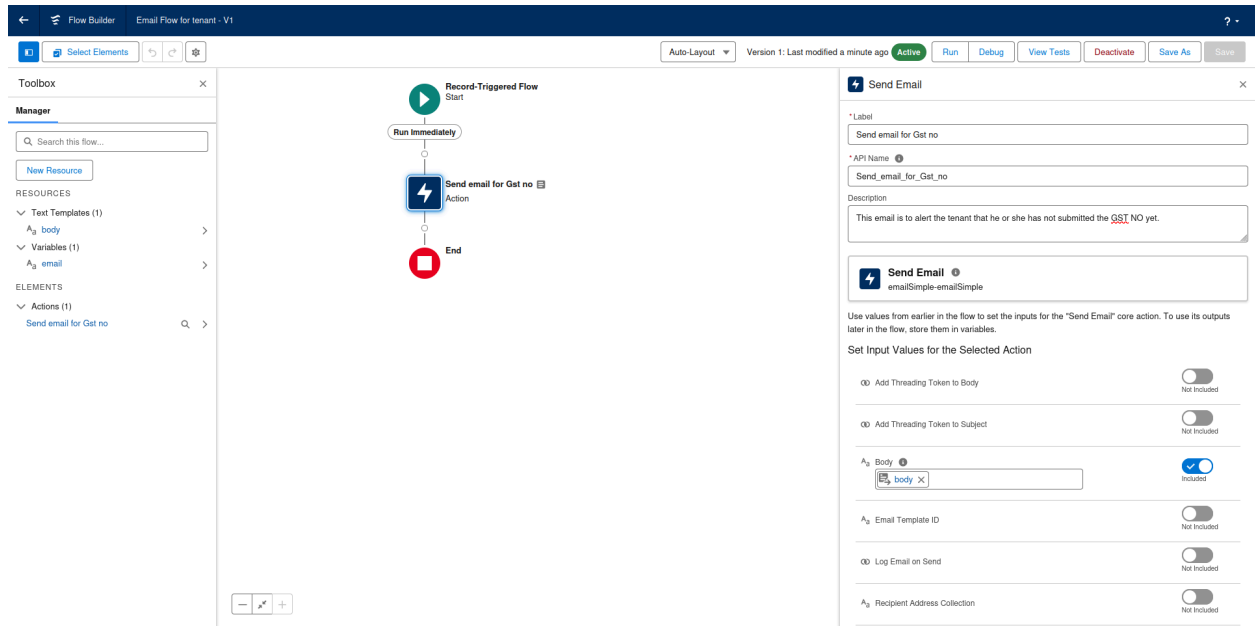 Flow Builder
Email Flow for tenant - V1
?
Select Elements
Auto-Layout
Version 1: Last modified a minute ago
Active
Run
Debug
View Tests
Deactivate
Save As
Save
Toolbox
Manager
Search this flow...
New Resource
RESOURCES
Text Templates (1)
Aa body
Variables (1)
Aa email
ELEMENTS
Actions (1)
Send email for Gst no
Record-Triggered Flow
Start
Run Immediately
Send email for Gst no
Action
End
Send Email
*Label
Send email for Gst no
*API Name
Send_email_for_Gst_no
Description
This email is to alert the tenant that he or she has not submitted the GST NO yet.
Send Email
emailSimple-emailSimple
Use values from earlier in the flow to set the inputs for the "Send Email" core action. To use its outputs
later in the flow, store them in variables.
Set Input Values for the Selected Action
Add Threading Token to Body
Not Included
Add Threading Token to Subject
Not Included
Aa Body
body
Included
Aa Email Template ID
Not Included
Log Email on Send
Not Included
Aa Recipient Address Collection
Not Included